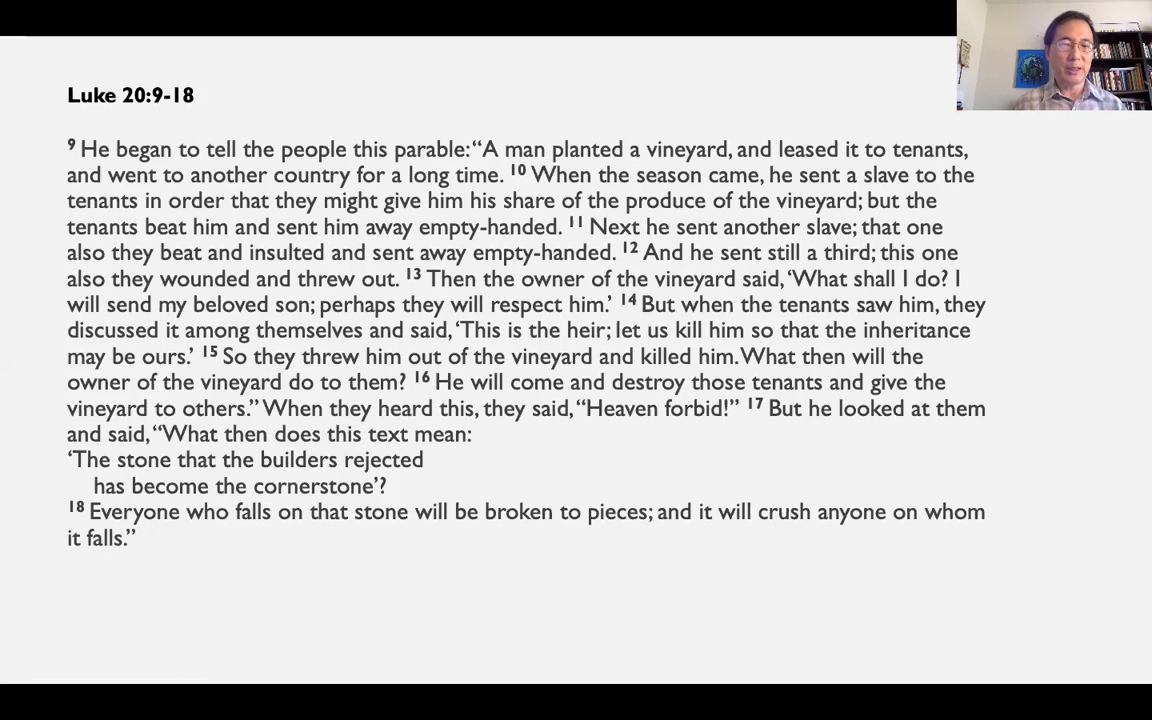 Luke 20:9-18
9 He began to tell the people this parable: “A man planted a vineyard, and leased it to tenants,
and went to another country for a long time. 10 When the season came, he sent a slave to the
tenants in order that they might give him his share of the produce of the vineyard; but the
tenants beat him and sent him away empty-handed. 11 Next he sent another slave; that one
also they beat and insulted and sent away empty-handed. 12 And he sent still a third; this one
also they wounded and threw out. 13 Then the owner of the vineyard said, ‘What shall I do? I
will send my beloved son; perhaps they will respect him.’ 14 But when the tenants saw him, they
discussed it among themselves and said, ‘This is the heir; let us kill him so that the inheritance
may be ours.’ 15 So they threw him out of the vineyard and killed him. What then will the
owner of the vineyard do to them? 16 He will come and destroy those tenants and give the
vineyard to others.” When they heard this, they said, “Heaven forbid!” 17 But he looked at them
and said, “What then does this text mean:
‘The stone that the builders rejected
has become the cornerstone’?
18 Everyone who falls on that stone will be broken to pieces; and it will crush anyone on whom
it falls.”